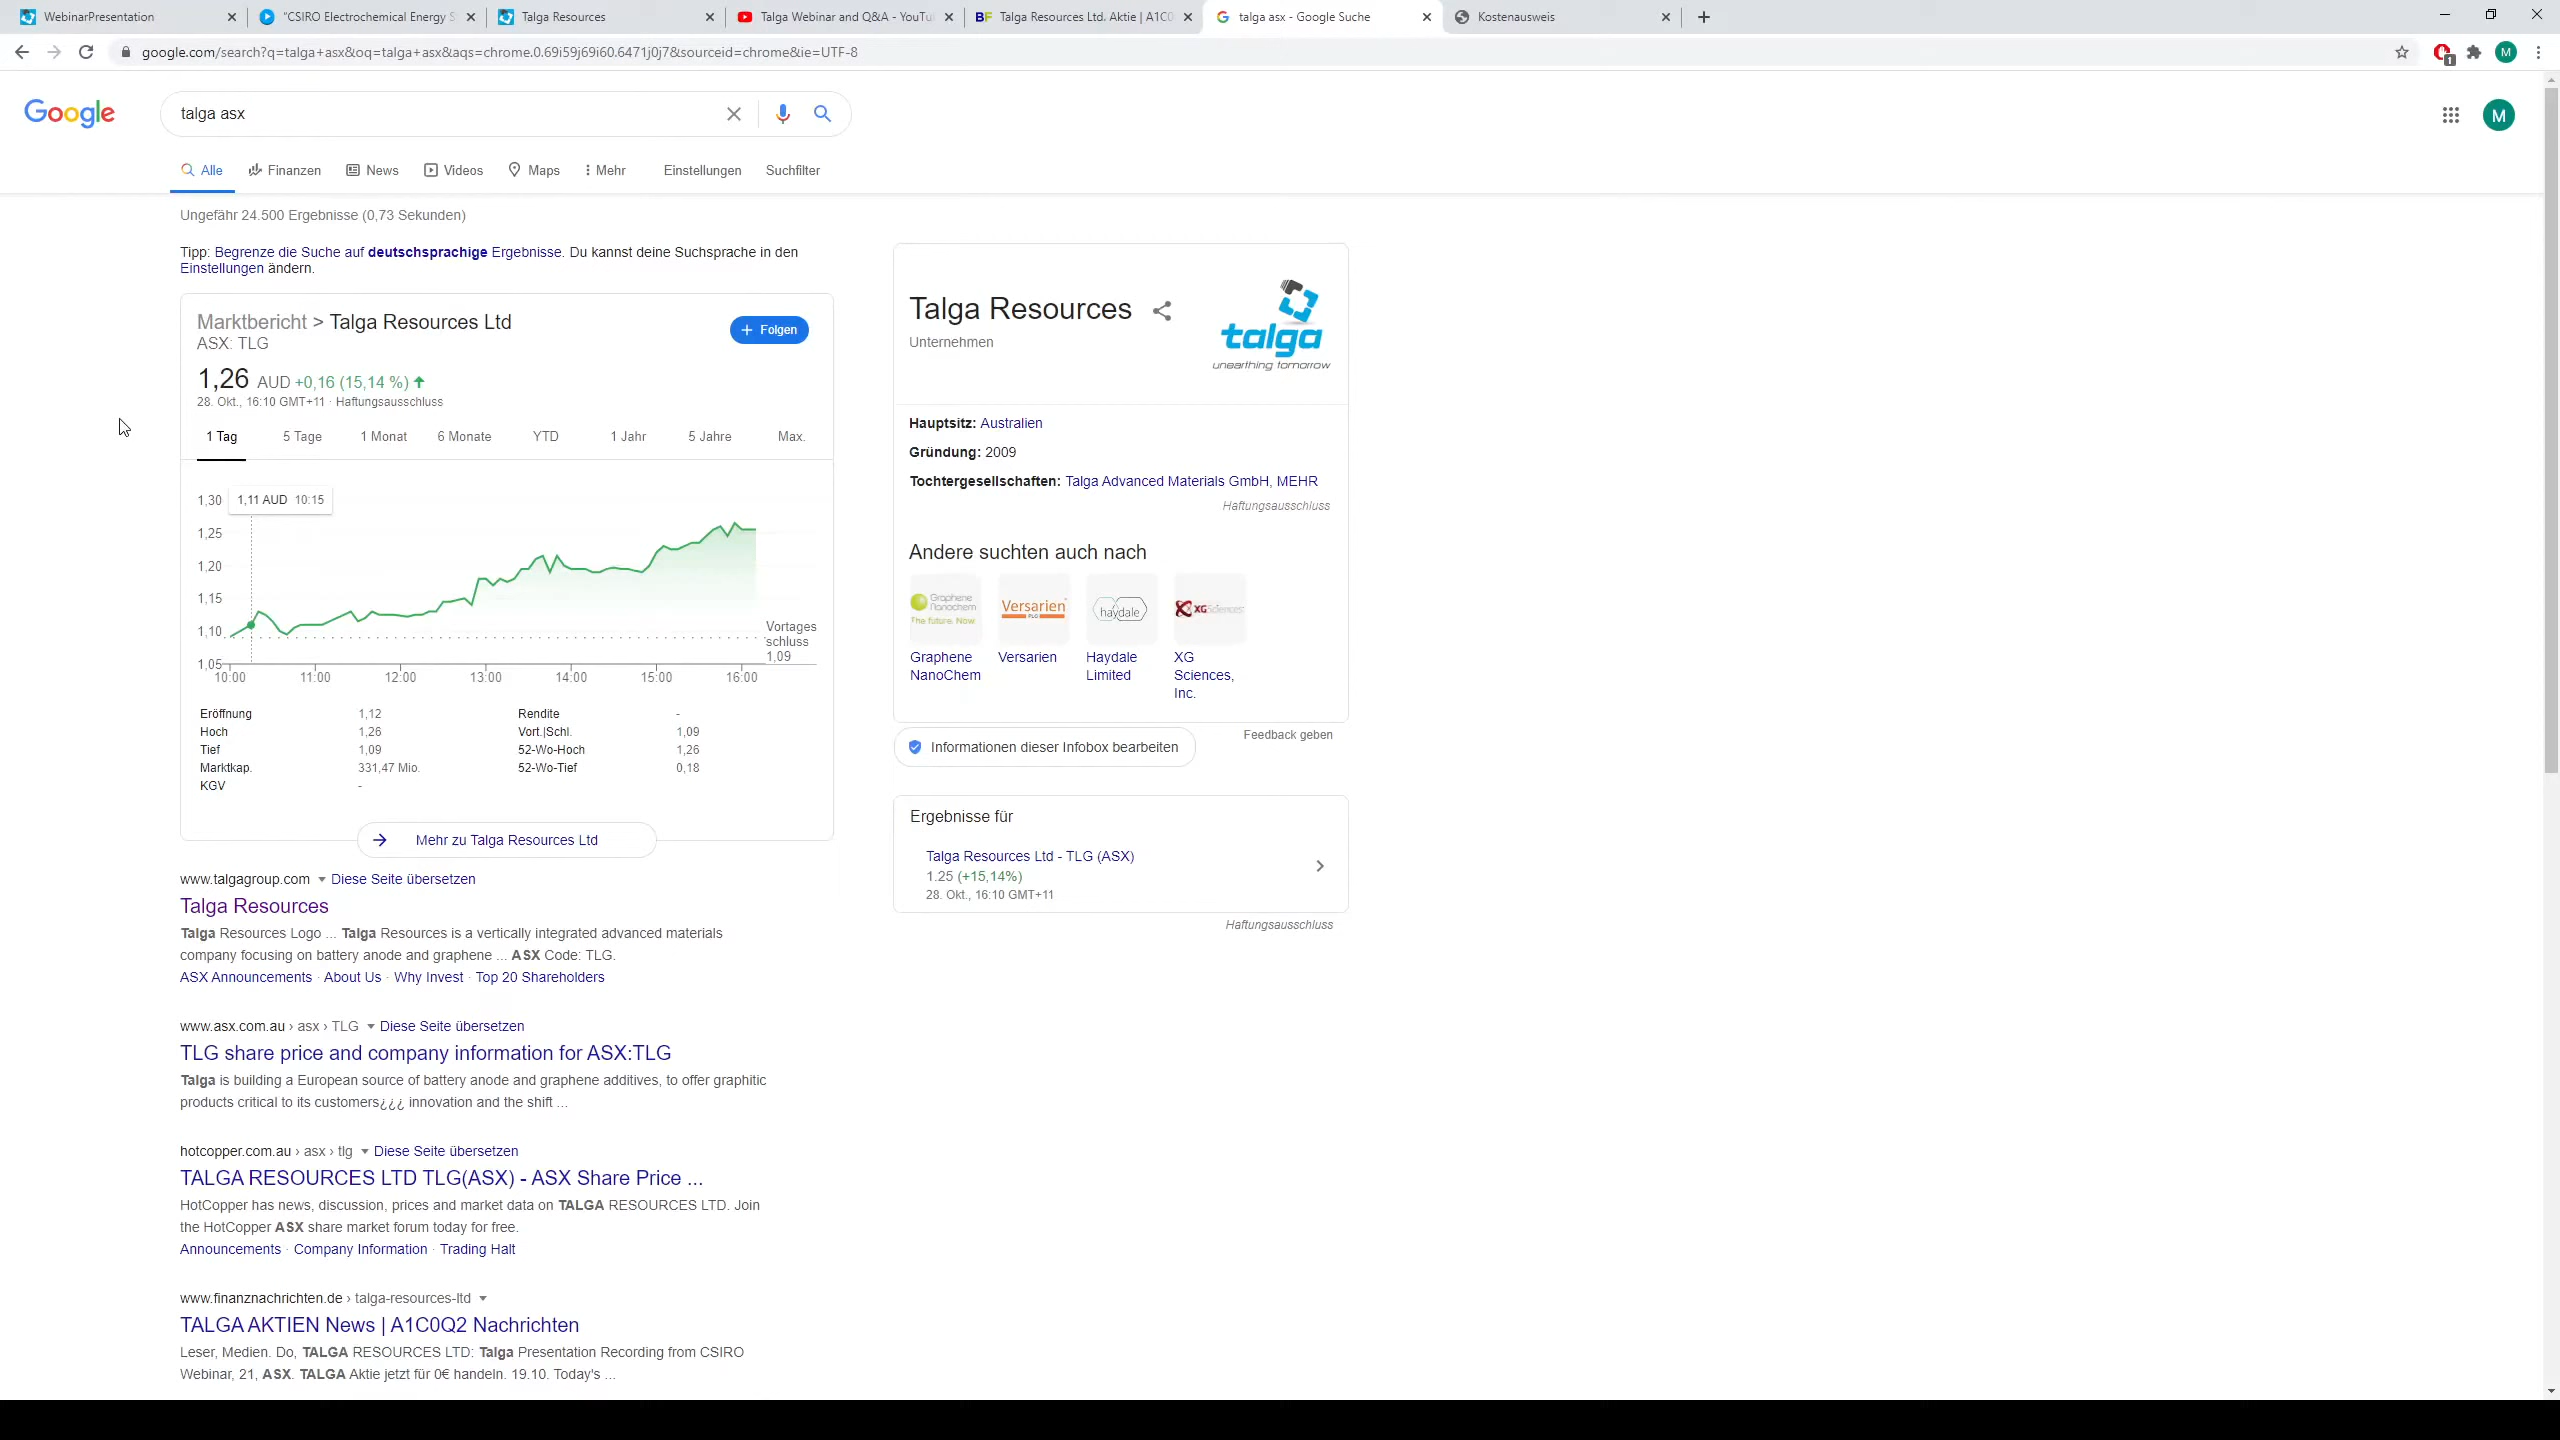 WebinarPresentation
"CSIRO Electrochemical Energy S
Talga Resources
Talga Webinar and Q&A - YouTu
BF Talga Resources Ltd. Aktie | A1C0
talga asx - Google Suche
Kostenausweis
google.com/search?q=talga+asx&oq=talga+asx&aqs=chrome.0.69i59j69i60.6471j0j7&sourceid=chrome&ie=UTF-8
1
M
Google
talga asx
M
Alle
Finanzen
News
Videos
Maps
Mehr
Einstellungen
Suchfilter
Ungefähr 24.500 Ergebnisse (0,73 Sekunden)
Tipp: Begrenze die Suche auf deutschsprachige Ergebnisse. Du kannst deine Suchsprache in den
Einstellungen ändern.
Marktbericht > Talga Resources Ltd
ASX: TLG
+ Folgen
1,26 AUD +0,16 (15,14 %)
28. Okt., 16:10 GMT+11 · Haftungsausschluss
1 Tag
5 Tage
1 Monat
6 Monate
YTD
1 Jahr
5 Jahre
Max.
1,30
1,11 AUD 10:15
1,25
1,20
1,15
1,10
1,05
Vortages
schluss
1,09
10:00
11:00
12:00
13:00
14:00
15:00
16:00
Eröffnung 1,12
Hoch 1,26
Tief 1,09
Marktkap. 331,47 Mio.
KGV -
Rendite -
Vort.|Schl. 1,09
52-Wo-Hoch 1,26
52-Wo-Tief 0,18
Mehr zu Talga Resources Ltd
www.talgagroup.com Diese Seite übersetzen
Talga Resources
Talga Resources Logo ... Talga Resources is a vertically integrated advanced materials
company focusing on battery anode and graphene ... ASX Code: TLG.
ASX Announcements · About Us · Why Invest · Top 20 Shareholders
www.asx.com.au › asx › TLG Diese Seite übersetzen
TLG share price and company information for ASX:TLG
Talga is building a European source of battery anode and graphene additives, to offer graphitic
products critical to its customers¿¿¿ innovation and the shift ...
hotcopper.com.au › asx › tlg Diese Seite übersetzen
TALGA RESOURCES LTD TLG(ASX) - ASX Share Price ...
HotCopper has news, discussion, prices and market data on TALGA RESOURCES LTD. Join
the HotCopper ASX share market forum today for free.
Announcements · Company Information · Trading Halt
www.finanznachrichten.de › talga-resources-ltd
TALGA AKTIEN News | A1C0Q2 Nachrichten
Leser, Medien. Do, TALGA RESOURCES LTD: Talga Presentation Recording from CSIRO
Webinar, 21, ASX. TALGA Aktie jetzt für 0€ handeln. 19.10. Today's ...
Talga Resources
Unternehmen
talga
unearthing tomorrow
Hauptsitz: Australien
Gründung: 2009
Tochtergesellschaften: Talga Advanced Materials GmbH, MEHR
Haftungsausschluss
Andere suchten auch nach
Graphene
Nanochem
The future. Now
Versarien
PLC
haydale
XGSciences
Graphene
NanoChem
Versarien
Haydale
Limited
XG
Sciences,
Inc.
Feedback geben
Informationen dieser Infobox bearbeiten
Ergebnisse für
Talga Resources Ltd - TLG (ASX)
1.25 (+15,14%)
28. Okt., 16:10 GMT+11
Haftungsausschluss